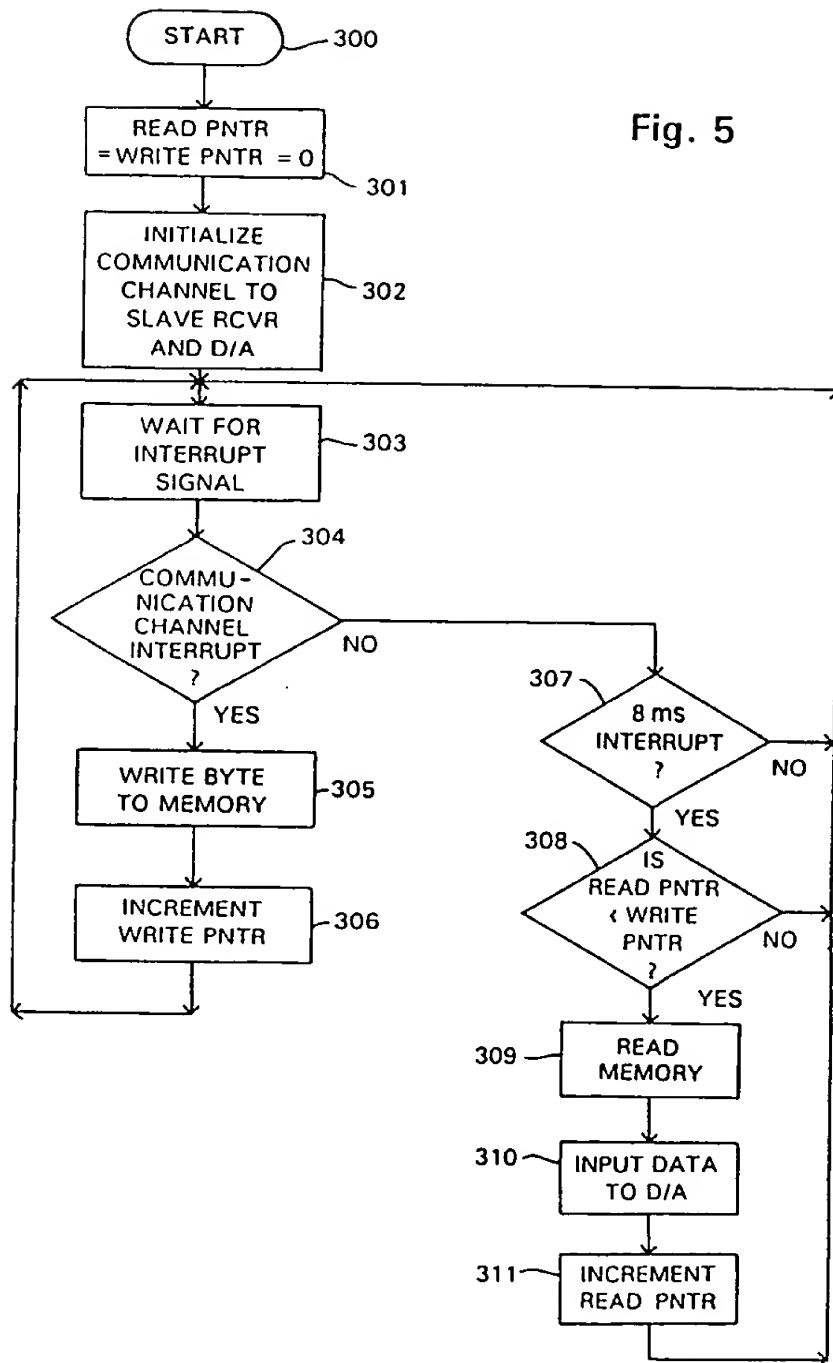 START
300
Fig. 5
READ PNTR
= WRITE PNTR = 0
301
INITIALIZE
COMMUNICATION
CHANNEL TO
SLAVE RCVR
AND D/A
302
WAIT FOR
INTERRUPT
SIGNAL
303
304
COMMU-
NICATION
CHANNEL
INTERRUPT
?
NO
YES
WRITE BYTE
TO MEMORY
305
INCREMENT
WRITE PNTR
306
307
8 ms
INTERRUPT
?
NO
YES
308
IS
READ PNTR
< WRITE
PNTR
?
NO
YES
309
READ
MEMORY
310
INPUT DATA
TO D/A
311
INCREMENT
READ PNTR